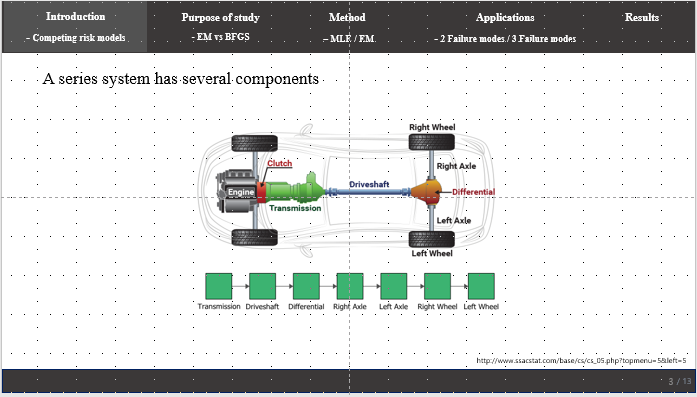 Introduction
- Competing risk models
Purpose of study
- EM vs BFGS
Method
- MLE / EM
Applications
- 2 Failure modes / 3 Failure modes
Results
A series system has several components
Right Wheel
Clutch
Right Axle
Engine
Driveshaft
Differential
Transmission
Left Axle
Left Wheel
Transmission Driveshaft Differential Right Axle Left Axle Right Wheel Left Wheel
http://www.ssacstat.com/base/cs/cs_05.php?topmenu=5&left=5
3 / 13